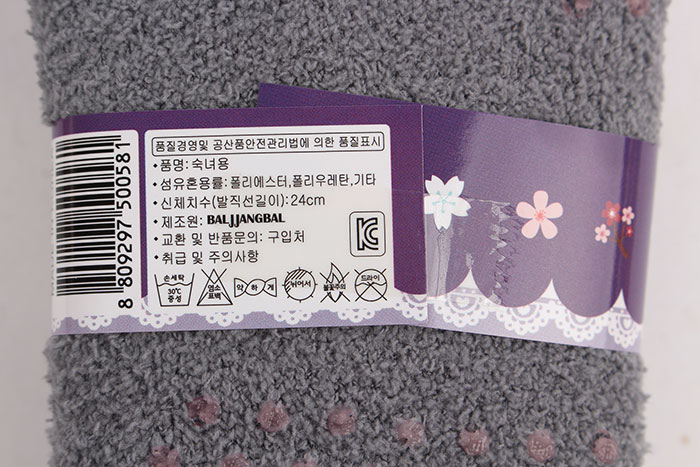 품질경영및 공산품안전관리법에 의한 품질표시
• 품명: 숙녀용
• 섬유혼용률: 폴리에스터,폴리우레탄,기타
• 신체치수(발직선길이): 24cm
• 제조원: BALJJANGBAL
• 교환 및 반품문의: 구입처
• 취급 및 주의사항
손세탁
30℃
중성
염소
표백
약하게
뉘어서
불꽃주의
드라이
KC
8 809297 500581